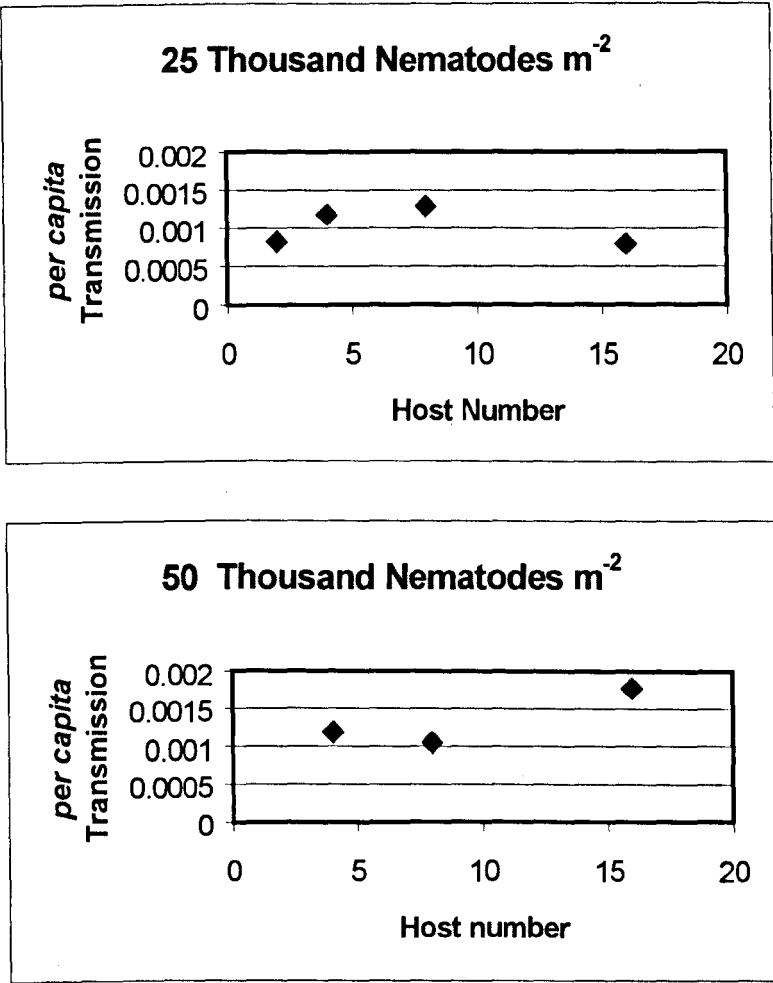 25 Thousand Nematodes m-2
per capita
Transmission
0.002
0.0015
0.001
0.0005
0
0 5 10 15 20
Host Number
50 Thousand Nematodes m-2
per capita
Transmission
0.002
0.0015
0.001
0.0005
0
0 5 10 15 20
Host number